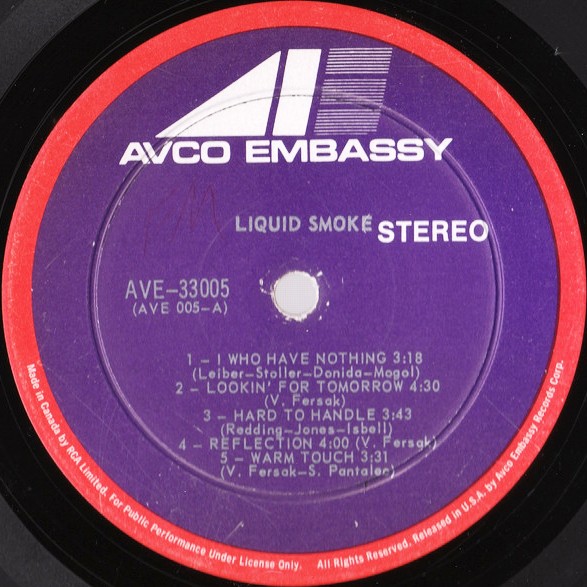 AVCO EMBASSY
LIQUID SMOKE
STEREO
AVE-33005
(AVE 005-A)
1 - I WHO HAVE NOTHING 3:18
(Leiber-Stoller-Donida-Mogol)
2 - LOOKIN' FOR TOMORROW 4:30
(V. Fersak)
3 - HARD TO HANDLE 3:43
(Redding-Jones-Isbell)
4 - REFLECTION 4:00 (V. Fersak)
5 - WARM TOUCH 3:31
(V. Fersak-S. Pantaleo)
Made in Canada by RCA Limited. For Public Performance Under License Only. All Rights Reserved. Released in U.S.A. by Avco Embassy Records Corp.